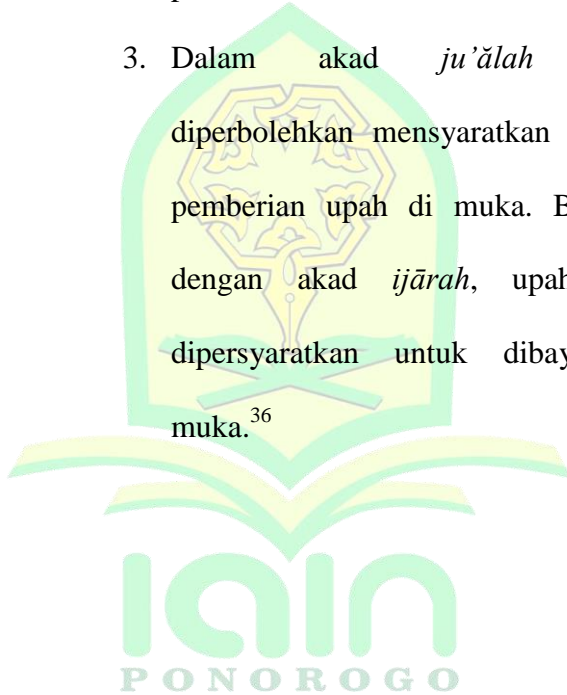 3. Dalam akad ju’ălah
diperbolehkan mensyaratkan
pemberian upah di muka. B
dengan akad ijārah, upah
dipersyaratkan untuk dibay
muka.36
iain
PONOROGO